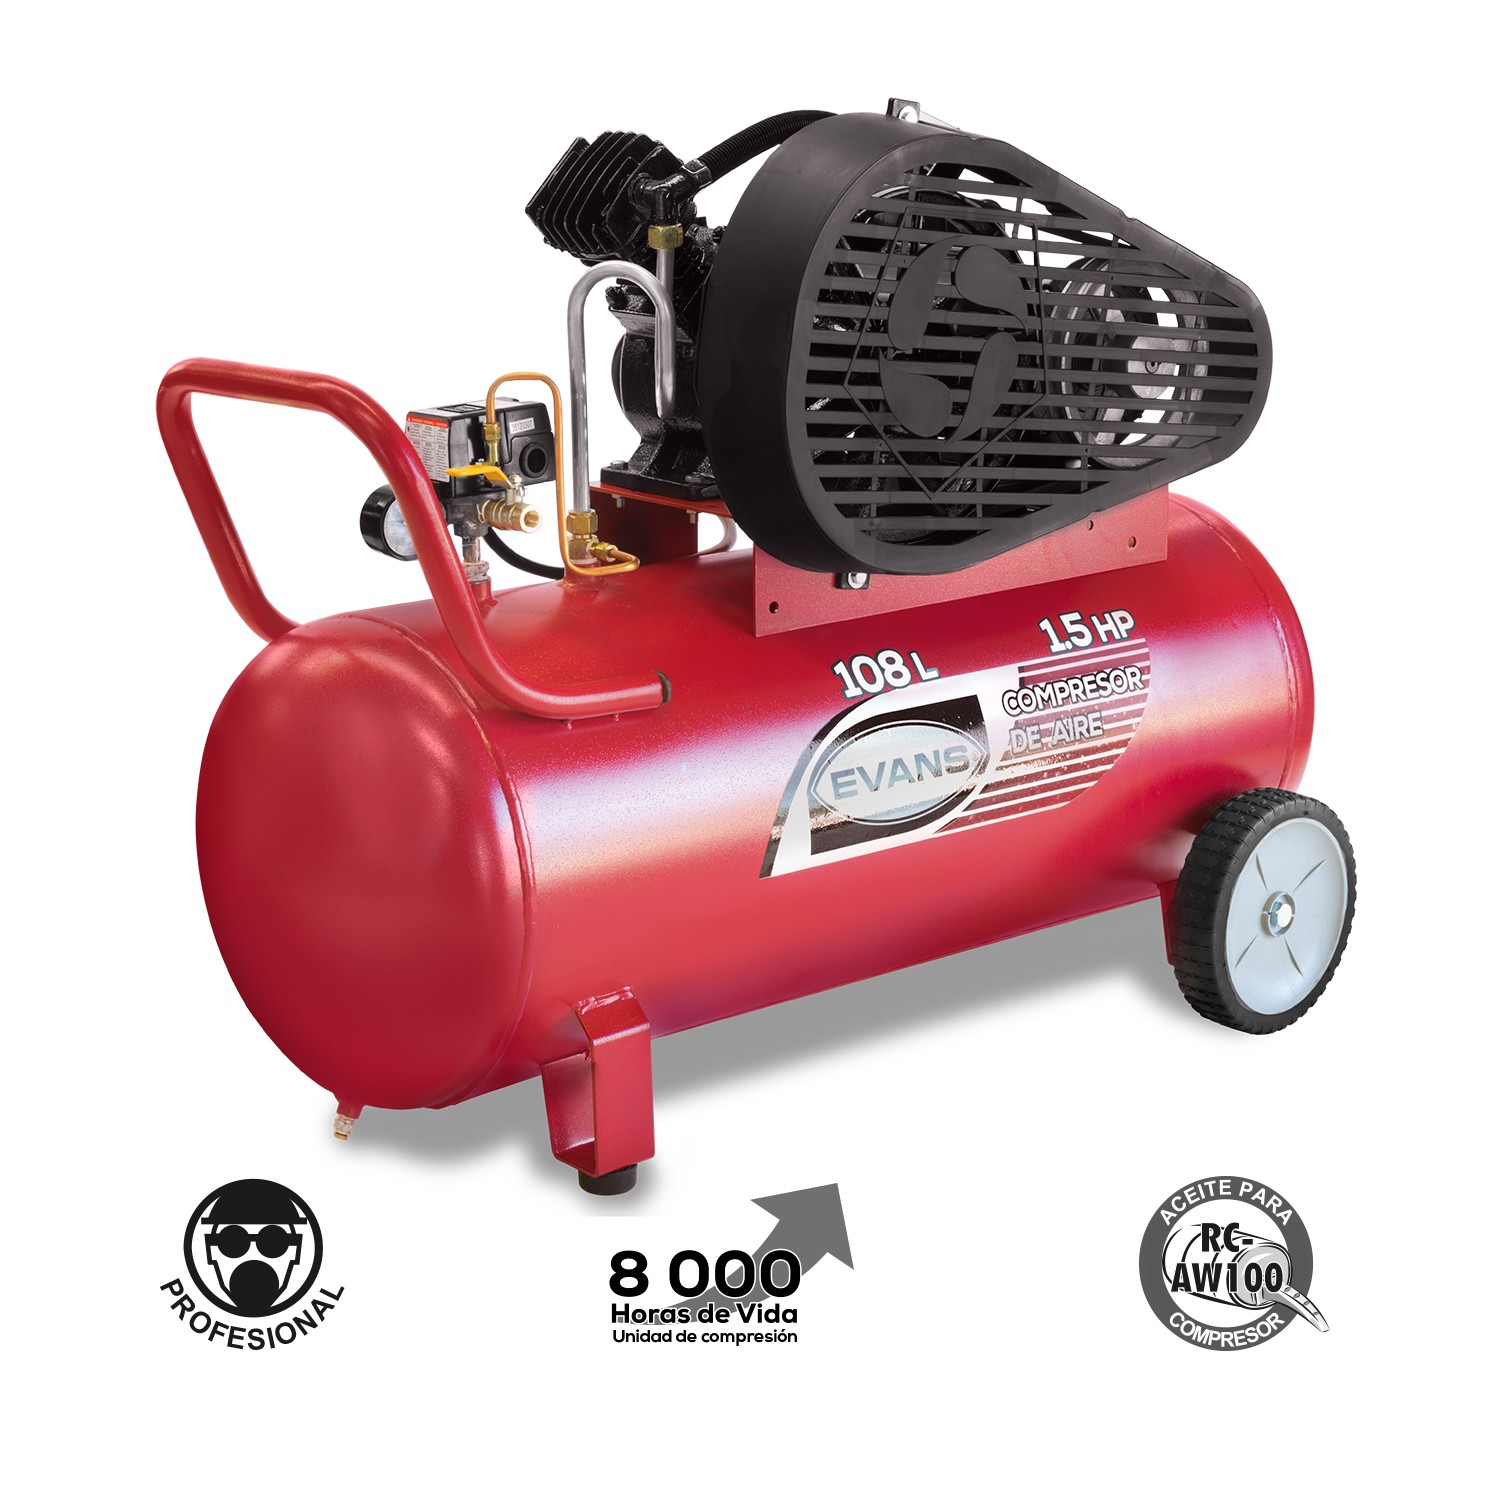 108 L
1.5 HP
COMPRESOR
DE AIRE
EVANS
PROFESIONAL
8 000
Horas de Vida
Unidad de compresión
ACEITE PARA
RC-
AW100
COMPRESOR